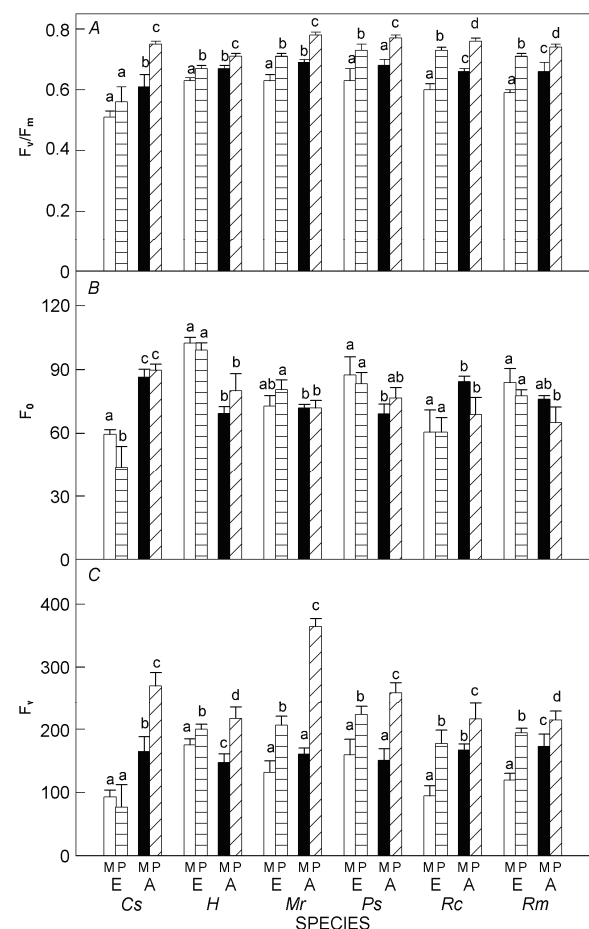 A
0.8
0.6
0.4
0.2
0
Fv/Fm
a a b c
a b b c
a b b c
a b b c
a b c d
a b c d
B
120
90
60
30
0
F0
a b c c
a a b b
ab a b b
a a b ab
a a c b
a a ab b
C
400
300
200
100
0
Fv
a a b c
a b c d
a b a c
a b a c
a b b c
a b c d
M P M P M P M P M P M P M P M P M P M P M P M P
E A E A E A E A E A E A
Cs H Mr Ps Rc Rm
SPECIES